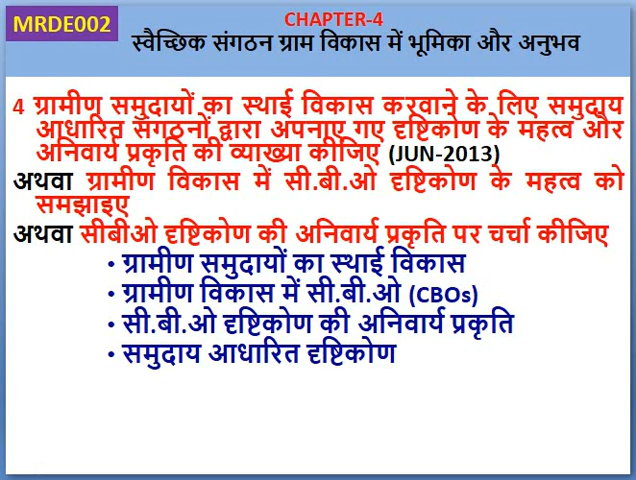 MRDE002
CHAPTER-4
स्वैच्छिक संगठन ग्राम विकास में भूमिका और अनुभव
4 ग्रामीण समुदायों का स्थाई विकास करवाने के लिए समुदाय
आधारित संगठनों द्वारा अपनाए गए दृष्टिकोण के महत्व और
अनिवार्य प्रकृति की व्याख्या कीजिए (JUN-2013)
अथवा ग्रामीण विकास में सी.बी.ओ दृष्टिकोण के महत्व को
समझाइए
अथवा सीबीओ दृष्टिकोण की अनिवार्य प्रकृति पर चर्चा कीजिए
• ग्रामीण समुदायों का स्थाई विकास
• ग्रामीण विकास में सी.बी.ओ (CBOs)
• सी.बी.ओ दृष्टिकोण की अनिवार्य प्रकृति
• समुदाय आधारित दृष्टिकोण